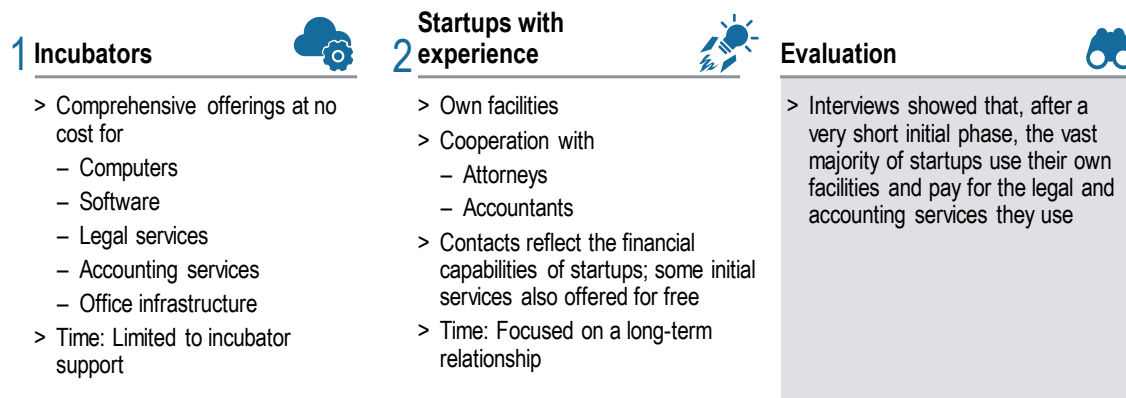 1 Incubators
> Comprehensive offerings at no
cost for
– Computers
– Software
– Legal services
– Accounting services
– Office infrastructure
> Time: Limited to incubator
support
Startups with
2 experience
> Own facilities
> Cooperation with
– Attorneys
– Accountants
> Contacts reflect the financial
capabilities of startups; some initial
services also offered for free
> Time: Focused on a long-term
relationship
Evaluation
> Interviews showed that, after a
very short initial phase, the vast
majority of startups use their own
facilities and pay for the legal and
accounting services they use